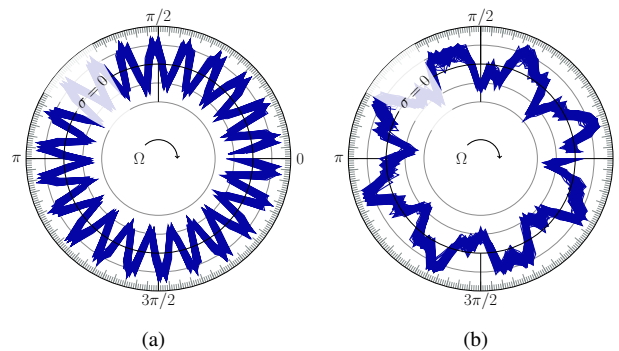 π/2 π/2
σ = 0 σ = 0
π Ω 0 π Ω
3π/2 3π/2
(a) (b)